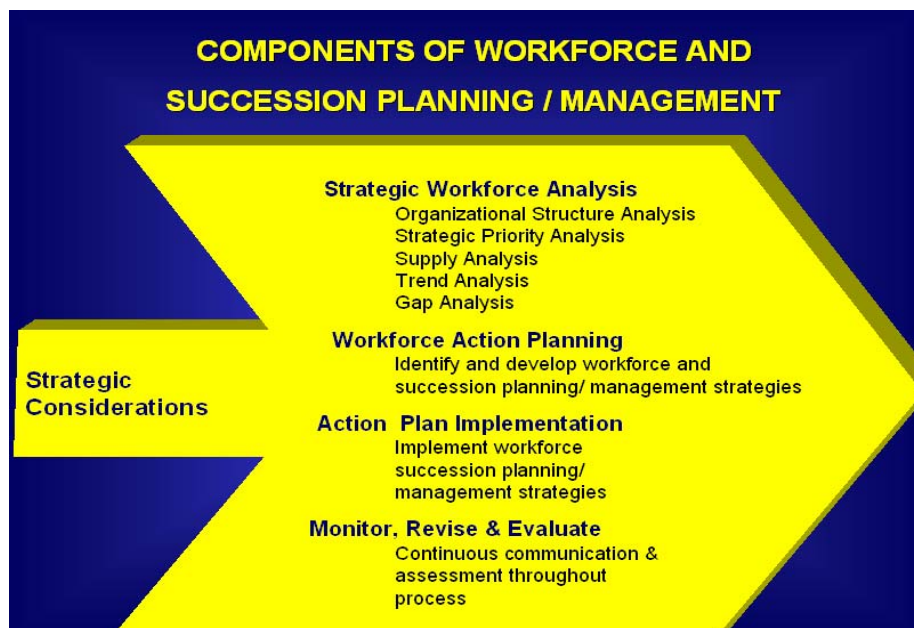 COMPONENTS OF WORKFORCE AND
SUCCESSION PLANNING / MANAGEMENT
Strategic
Considerations
Strategic Workforce Analysis
Organizational Structure Analysis
Strategic Priority Analysis
Supply Analysis
Trend Analysis
Gap Analysis
Workforce Action Planning
Identify and develop workforce and
succession planning/ management strategies
Action Plan Implementation
Implement workforce
succession planning/
management strategies
Monitor, Revise & Evaluate
Continuous communication &
assessment throughout
process